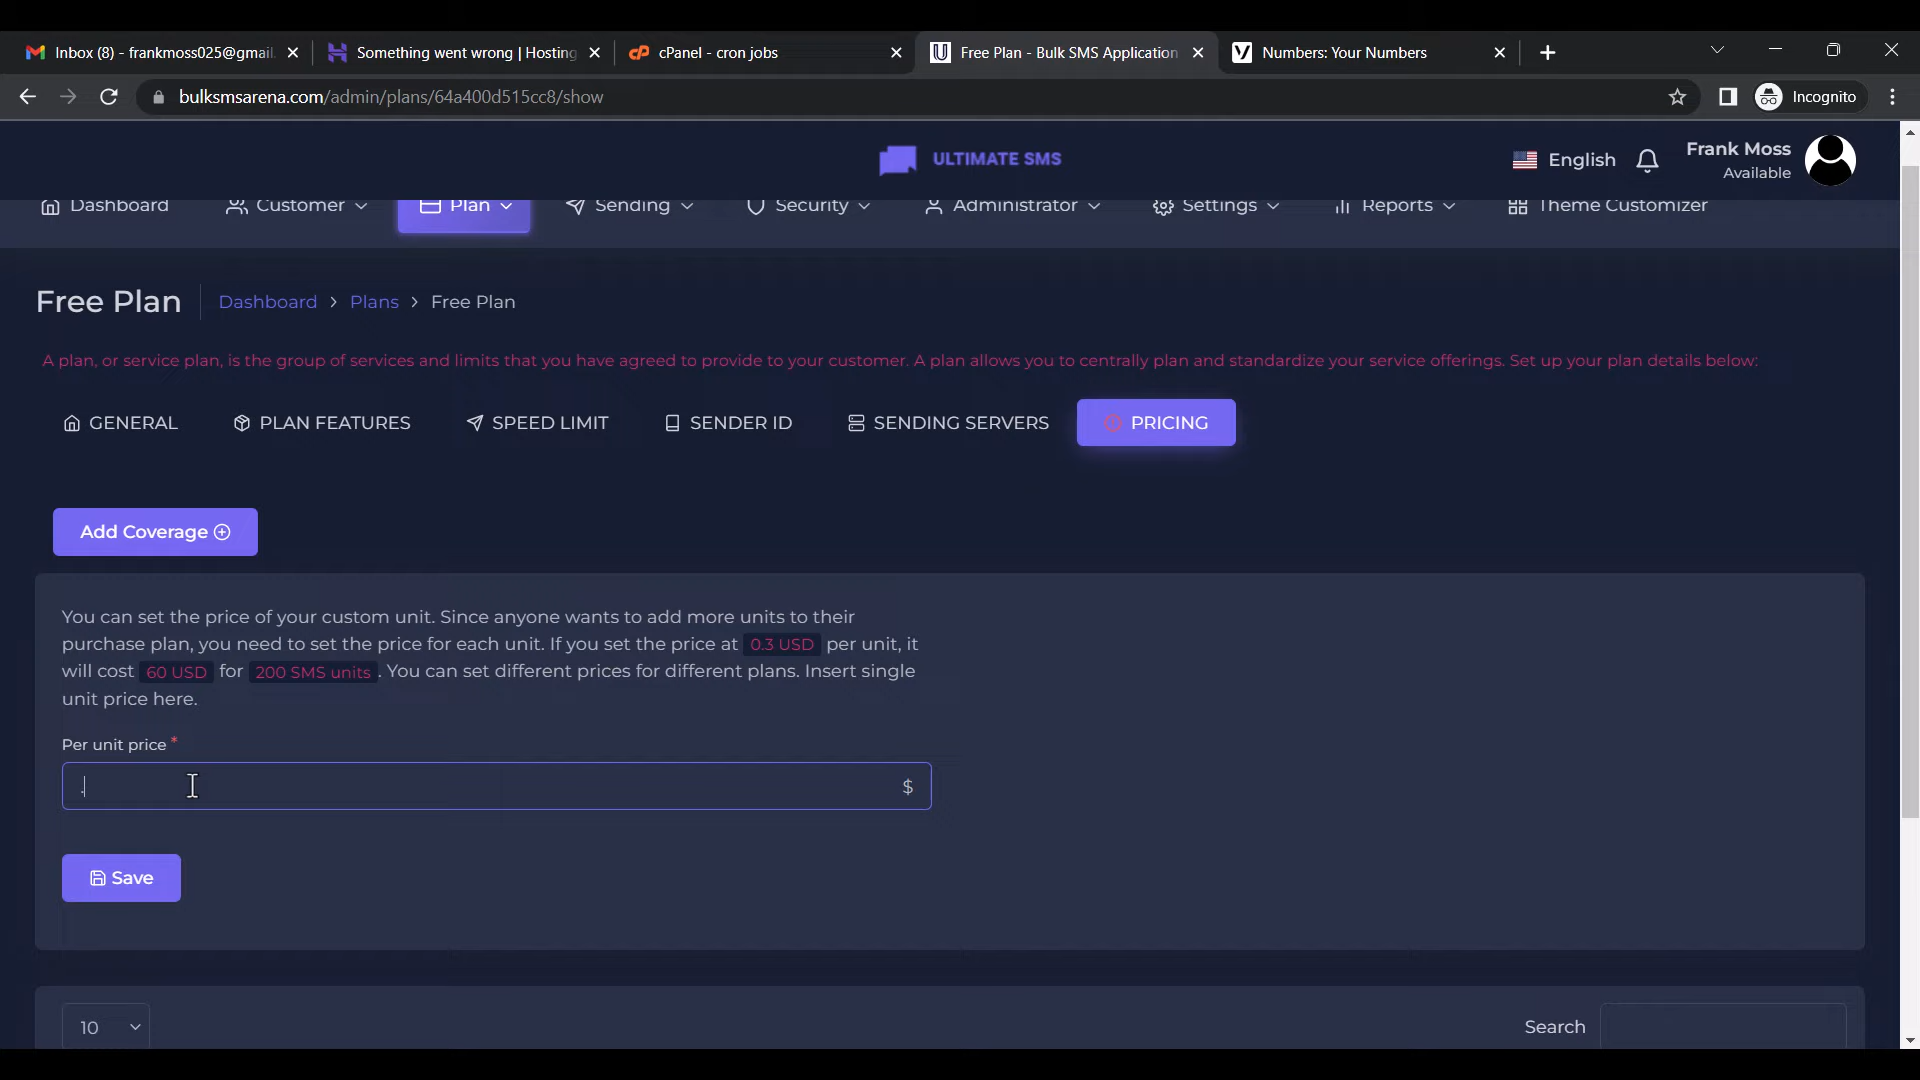 Inbox (8) - frankmoss025@gmail.
Something went wrong | Hosting
cPanel - cron jobs
Free Plan - Bulk SMS Application
Numbers: Your Numbers
bulksmsarena.com/admin/plans/64a400d515cc8/show
Incognito
ULTIMATE SMS
English
Frank Moss
Available
Dashboard
Customer
Plan
Sending
Security
Administrator
Settings
Reports
Theme Customizer
Free Plan
Dashboard > Plans > Free Plan
A plan, or service plan, is the group of services and limits that you have agreed to provide to your customer. A plan allows you to centrally plan and standardize your service offerings. Set up your plan details below:
GENERAL
PLAN FEATURES
SPEED LIMIT
SENDER ID
SENDING SERVERS
PRICING
Add Coverage
You can set the price of your custom unit. Since anyone wants to add more units to their
purchase plan, you need to set the price for each unit. If you set the price at 0.3 USD per unit, it
will cost 60 USD for 200 SMS units . You can set different prices for different plans. Insert single
unit price here.
Per unit price *
.
$
Save
10
Search